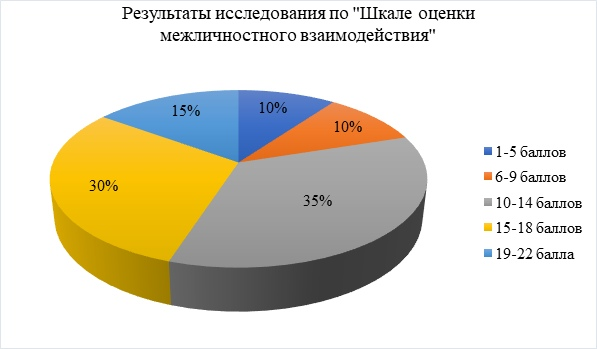 Результаты исследования по "Шкале оценки
межличностного взаимодействия"
15%
10%
10%
30%
35%
1-5 баллов
6-9 баллов
10-14 баллов
15-18 баллов
19-22 балла